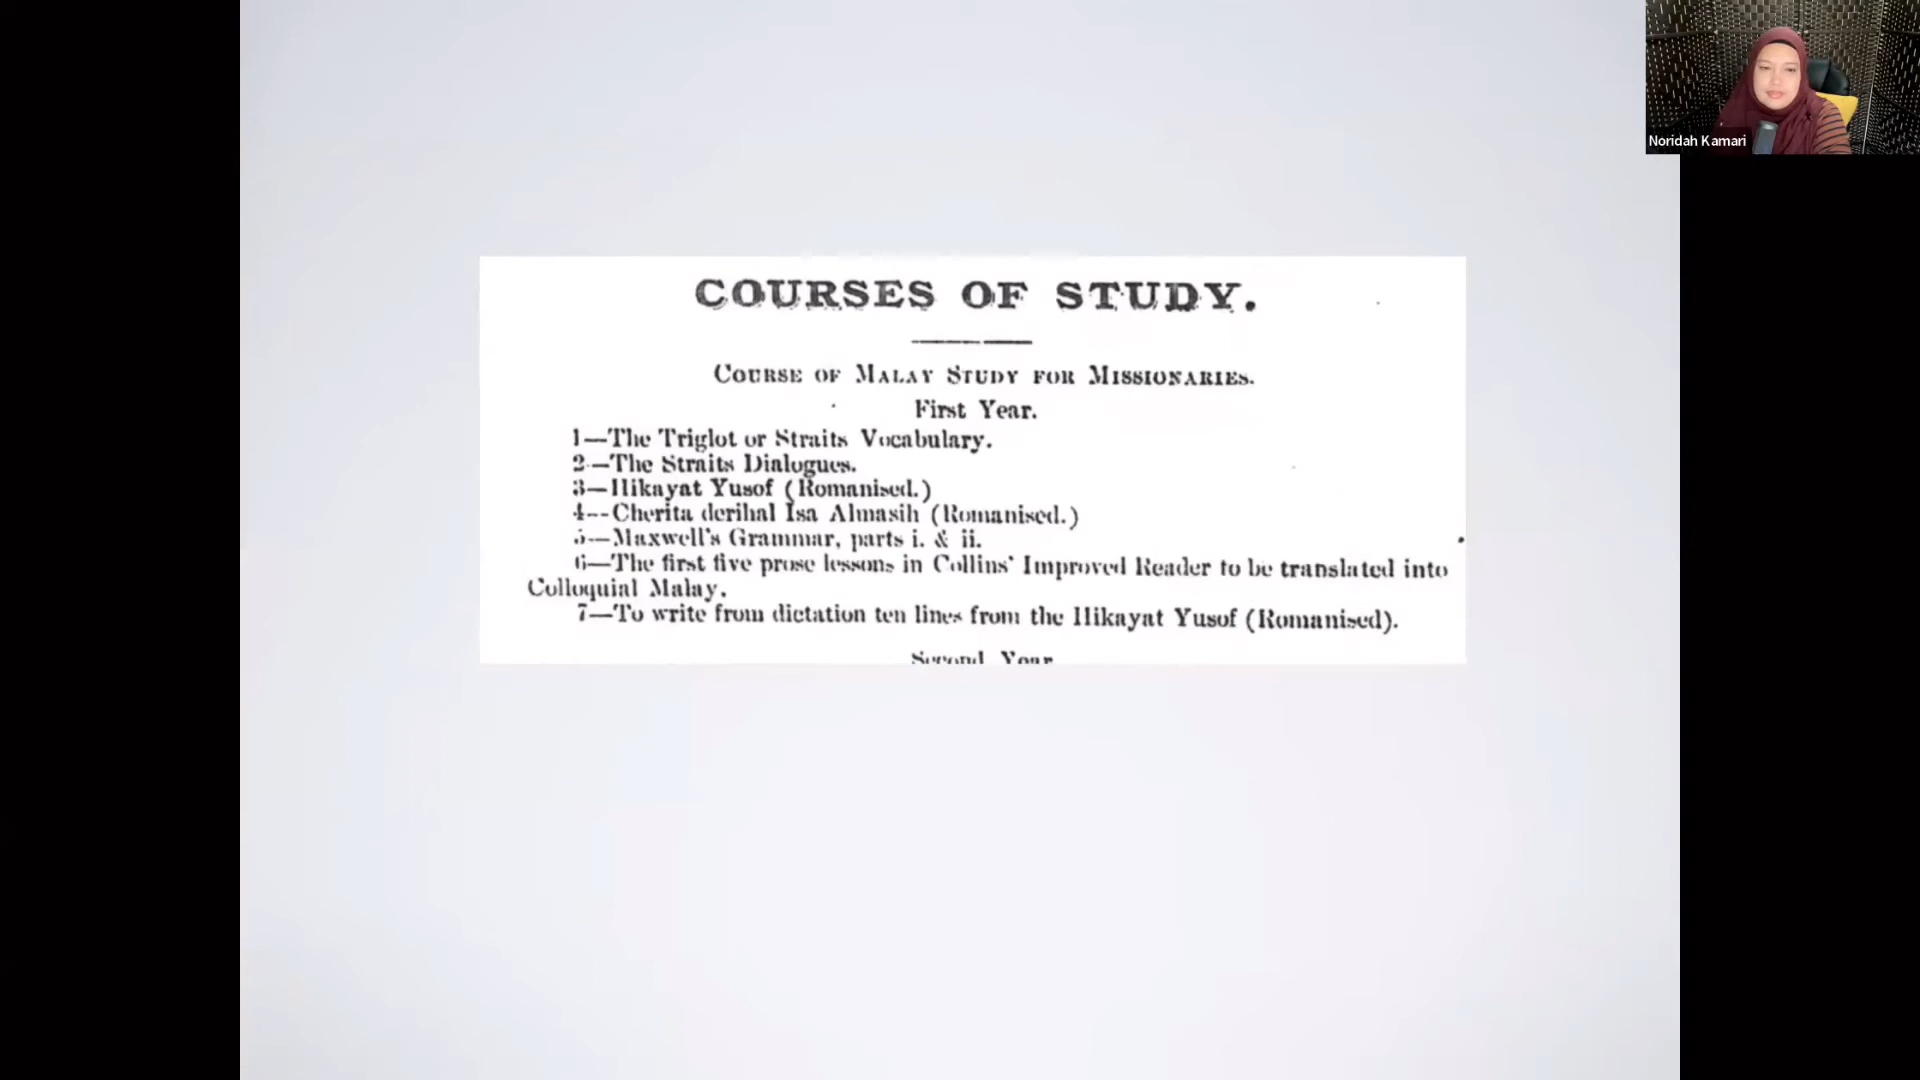 Noridah Kamari
COURSES OF STUDY.
COURSE OF MALAY STUDY FOR MISSIONARIES.
First Year.
1—The Triglot or Straits Vocabulary.
2—The Straits Dialogues.
3—Hikayat Yusof (Romanised.)
4--Cherita derihal Isa Almasih (Romanised.)
5—Maxwell's Grammar, parts i. & ii.
6—The first five prose lessons in Collins' Improved Reader to be translated into
Colloquial Malay.
7—To write from dictation ten lines from the Hikayat Yusof (Romanised).
Second Year